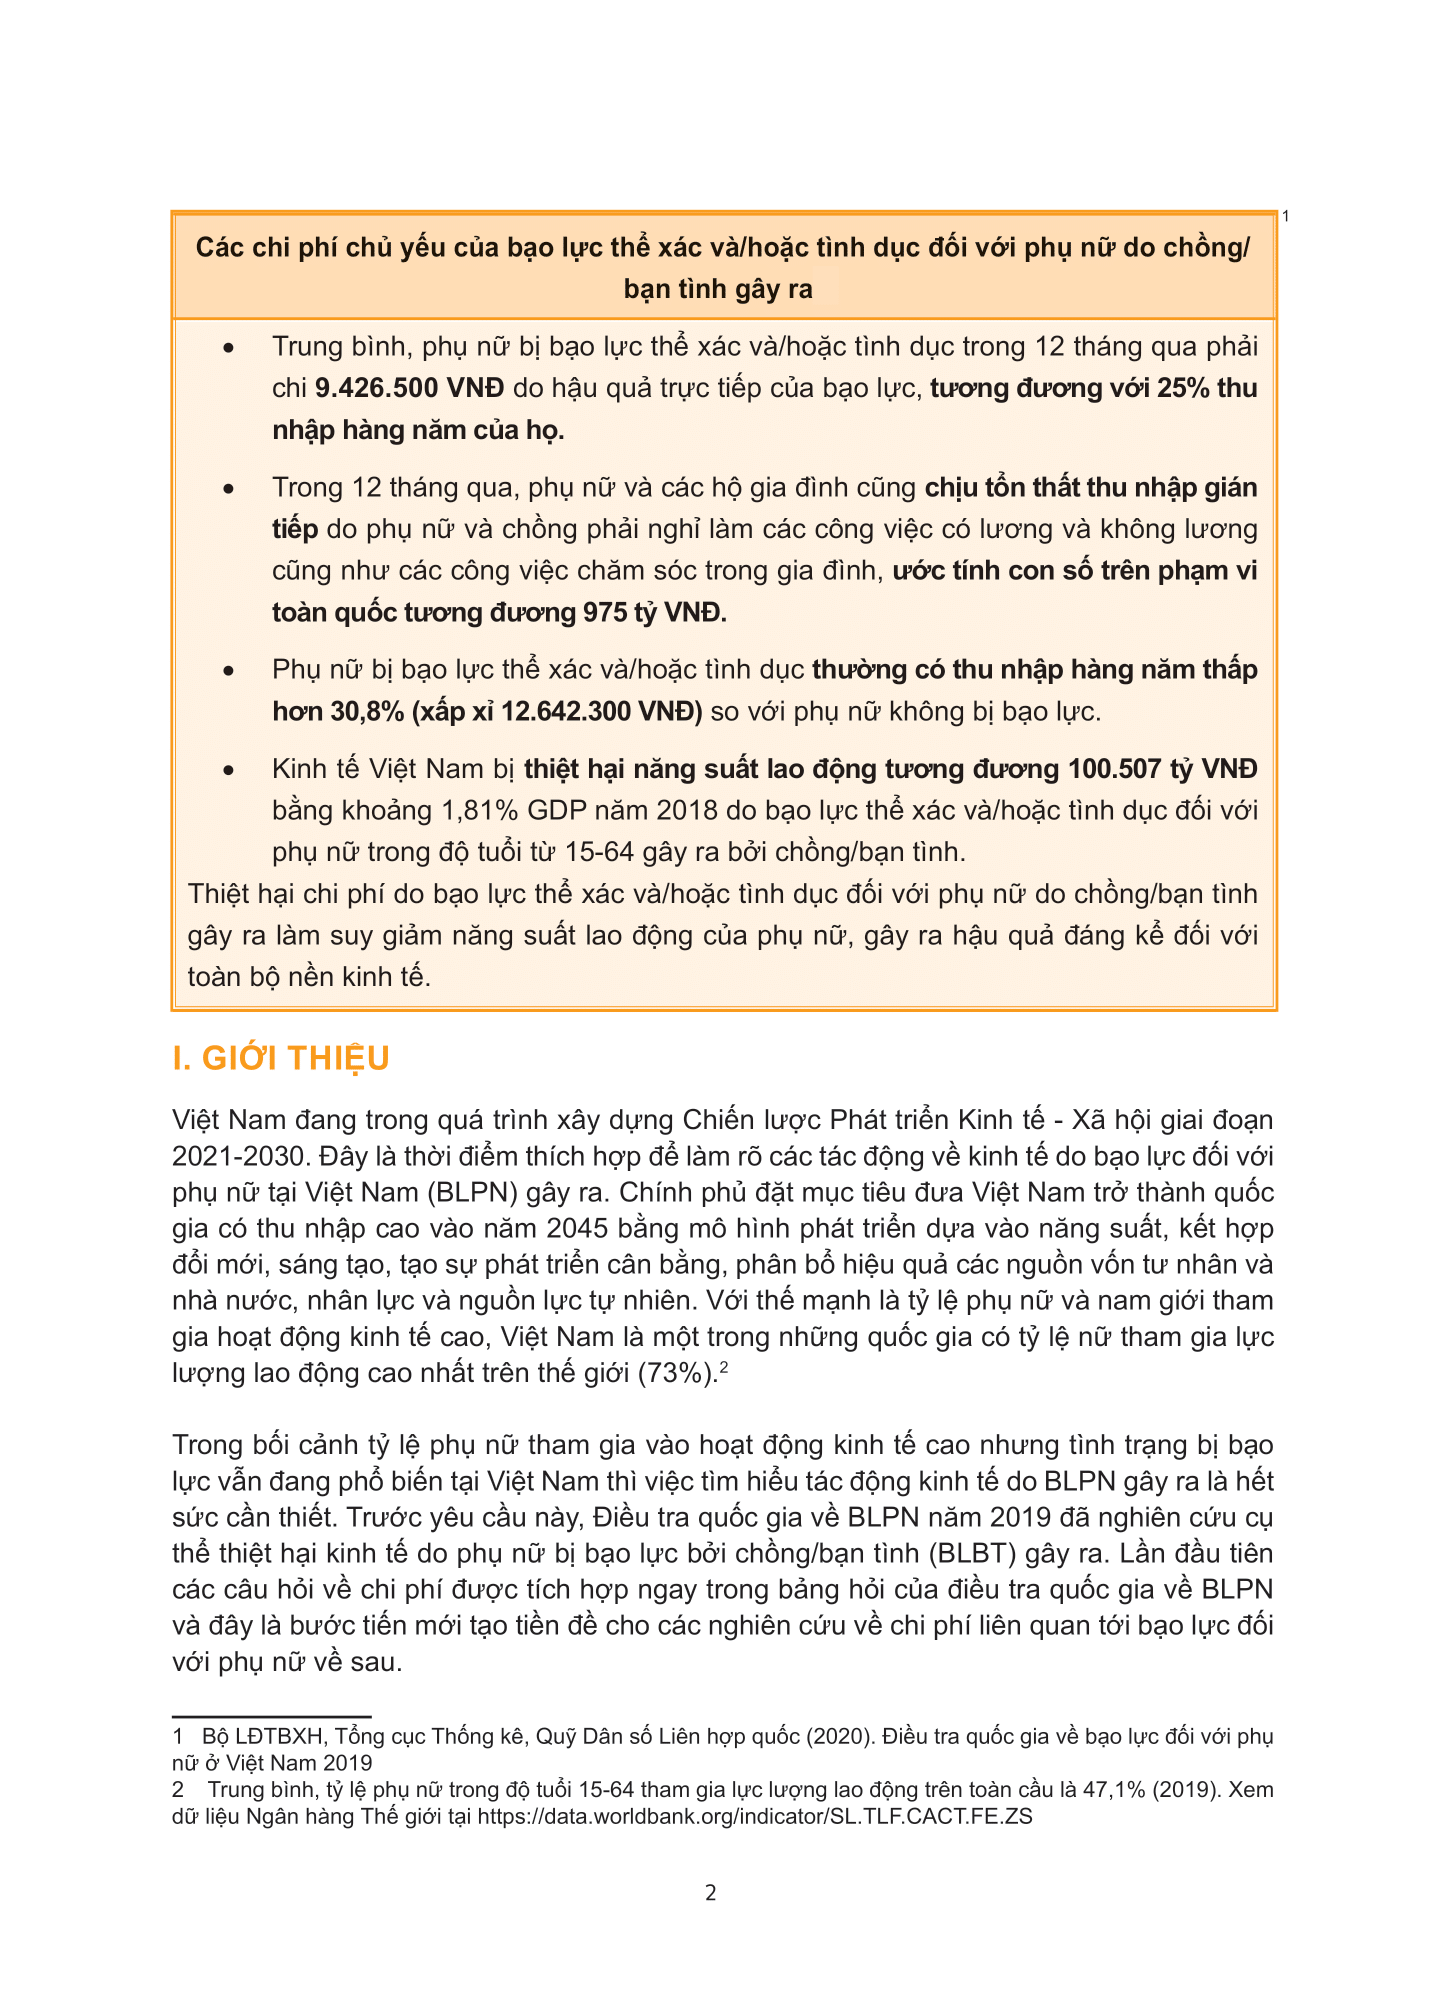 1
Các chi phí chủ yếu của bạo lực thể xác và/hoặc tình dục đối với phụ nữ do chồng/
bạn tình gây ra
• Trung bình, phụ nữ bị bạo lực thể xác và/hoặc tình dục trong 12 tháng qua phải
chi 9.426.500 VNĐ do hậu quả trực tiếp của bạo lực, tương đương với 25% thu
nhập hàng năm của họ.
• Trong 12 tháng qua, phụ nữ và các hộ gia đình cũng chịu tổn thất thu nhập gián
tiếp do phụ nữ và chồng phải nghỉ làm các công việc có lương và không lương
cũng như các công việc chăm sóc trong gia đình, ước tính con số trên phạm vi
toàn quốc tương đương 975 tỷ VNĐ.
• Phụ nữ bị bạo lực thể xác và/hoặc tình dục thường có thu nhập hàng năm thấp
hơn 30,8% (xấp xỉ 12.642.300 VNĐ) so với phụ nữ không bị bạo lực.
• Kinh tế Việt Nam bị thiệt hại năng suất lao động tương đương 100.507 tỷ VNĐ
bằng khoảng 1,81% GDP năm 2018 do bạo lực thể xác và/hoặc tình dục đối với
phụ nữ trong độ tuổi từ 15-64 gây ra bởi chồng/bạn tình.
Thiệt hại chi phí do bạo lực thể xác và/hoặc tình dục đối với phụ nữ do chồng/bạn tình
gây ra làm suy giảm năng suất lao động của phụ nữ, gây ra hậu quả đáng kể đối với
toàn bộ nền kinh tế.
I. GIỚI THIỆU
Việt Nam đang trong quá trình xây dựng Chiến lược Phát triển Kinh tế - Xã hội giai đoạn
2021-2030. Đây là thời điểm thích hợp để làm rõ các tác động về kinh tế do bạo lực đối với
phụ nữ tại Việt Nam (BLPN) gây ra. Chính phủ đặt mục tiêu đưa Việt Nam trở thành quốc
gia có thu nhập cao vào năm 2045 bằng mô hình phát triển dựa vào năng suất, kết hợp
đổi mới, sáng tạo, tạo sự phát triển cân bằng, phân bổ hiệu quả các nguồn vốn tư nhân và
nhà nước, nhân lực và nguồn lực tự nhiên. Với thế mạnh là tỷ lệ phụ nữ và nam giới tham
gia hoạt động kinh tế cao, Việt Nam là một trong những quốc gia có tỷ lệ nữ tham gia lực
lượng lao động cao nhất trên thế giới (73%).2
Trong bối cảnh tỷ lệ phụ nữ tham gia vào hoạt động kinh tế cao nhưng tình trạng bị bạo
lực vẫn đang phổ biến tại Việt Nam thì việc tìm hiểu tác động kinh tế do BLPN gây ra là hết
sức cần thiết. Trước yêu cầu này, Điều tra quốc gia về BLPN năm 2019 đã nghiên cứu cụ
thể thiệt hại kinh tế do phụ nữ bị bạo lực bởi chồng/bạn tình (BLBT) gây ra. Lần đầu tiên
các câu hỏi về chi phí được tích hợp ngay trong bảng hỏi của điều tra quốc gia về BLPN
và đây là bước tiến mới tạo tiền đề cho các nghiên cứu về chi phí liên quan tới bạo lực đối
với phụ nữ về sau.
1 Bộ LĐTBXH, Tổng cục Thống kê, Quỹ Dân số Liên hợp quốc (2020). Điều tra quốc gia về bạo lực đối với phụ
nữ ở Việt Nam 2019
2 Trung bình, tỷ lệ phụ nữ trong độ tuổi 15-64 tham gia lực lượng lao động trên toàn cầu là 47,1% (2019). Xem
dữ liệu Ngân hàng Thế giới tại https://data.worldbank.org/indicator/SL.TLF.CACT.FE.ZS
2